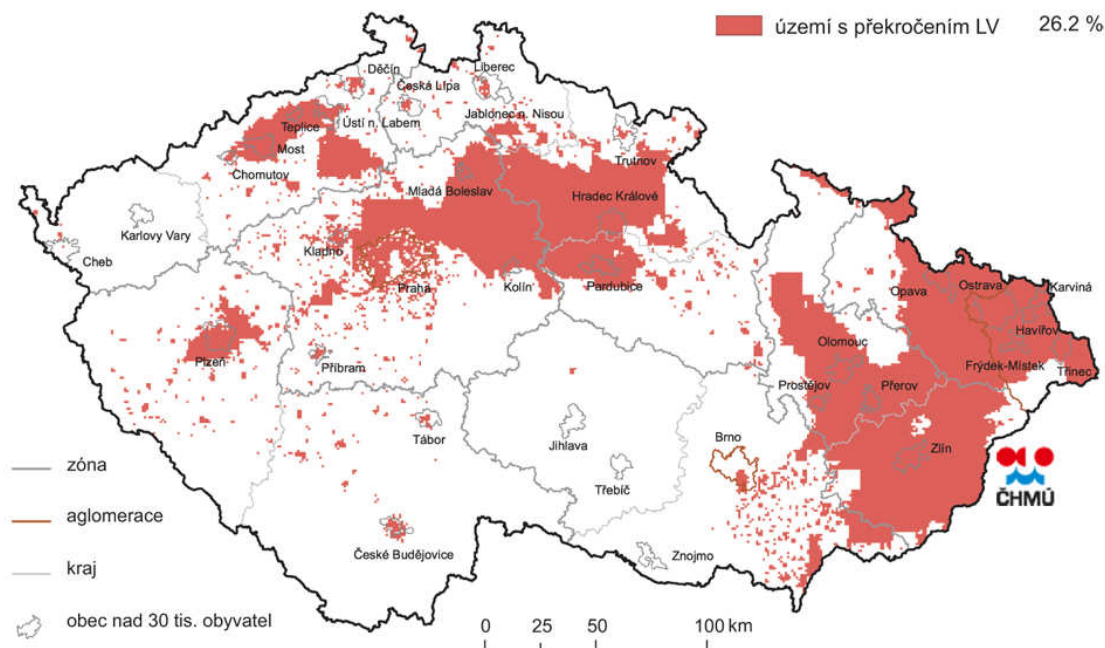 území s překročením LV 26.2 %
Děčín
Liberec
Česká Lípa
Teplice
Ústí n. Labem
Jablonec n. Nisou
Most
Trutnov
Chomutov
Mladá Boleslav
Hradec Králové
Karlovy Vary
Kladno
Cheb
Praha
Kolín
Pardubice
Opava
Ostrava
Karviná
Havířov
Plzeň
Olomouc
Příbram
Frýdek-Místek
Třinec
Prostějov
Přerov
Tábor
Jihlava
Brno
Zlín
ČHMÚ
Třebíč
České Budějovice
Znojmo
zóna
aglomerace
kraj
obec nad 30 tis. obyvatel
0 25 50 100 km